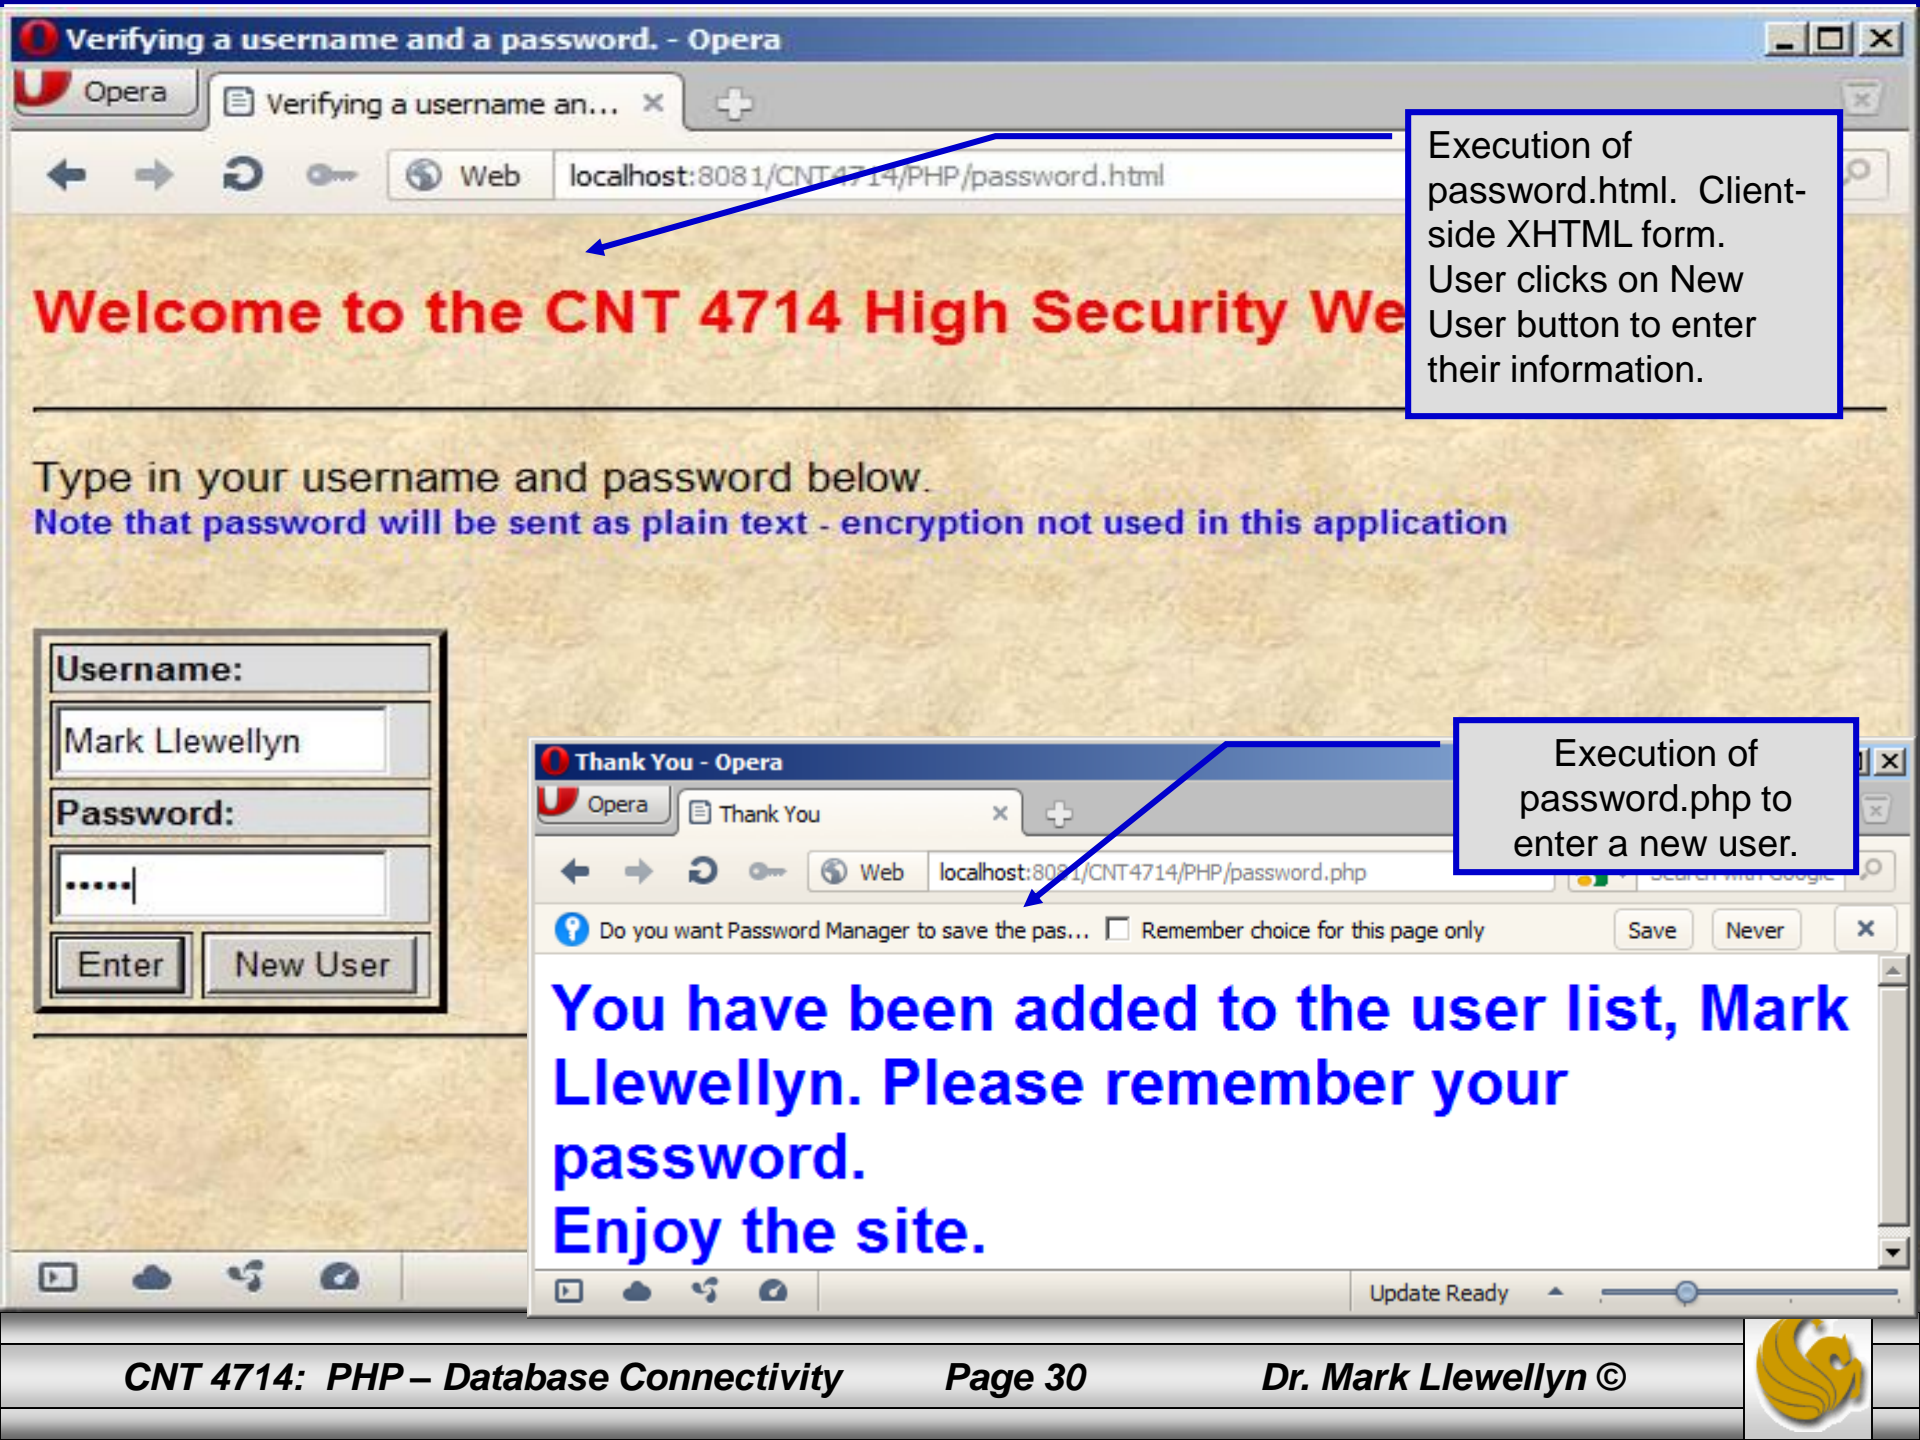 Verifying a username and a password. - Opera
Opera
Verifying a username an...
Web
localhost:8081/CNT4714/PHP/password.html
Execution of
password.html.  Client-
side XHTML form.
User clicks on New
User button to enter
their information.
Welcome to the CNT 4714 High Security We
Type in your username and password below.
Note that password will be sent as plain text - encryption not used in this application
Username:
Mark Llewellyn
Password:
•••••
Enter
New User
Thank You - Opera
Opera
Thank You
Web
localhost:8081/CNT4714/PHP/password.php
Search with Google
Execution of
password.php to
enter a new user.
Do you want Password Manager to save the pas...
Remember choice for this page only
Save
Never
You have been added to the user list, Mark
Llewellyn. Please remember your
password.
Enjoy the site.
Update Ready
CNT 4714:  PHP – Database Connectivity
Page 30
Dr. Mark Llewellyn ©